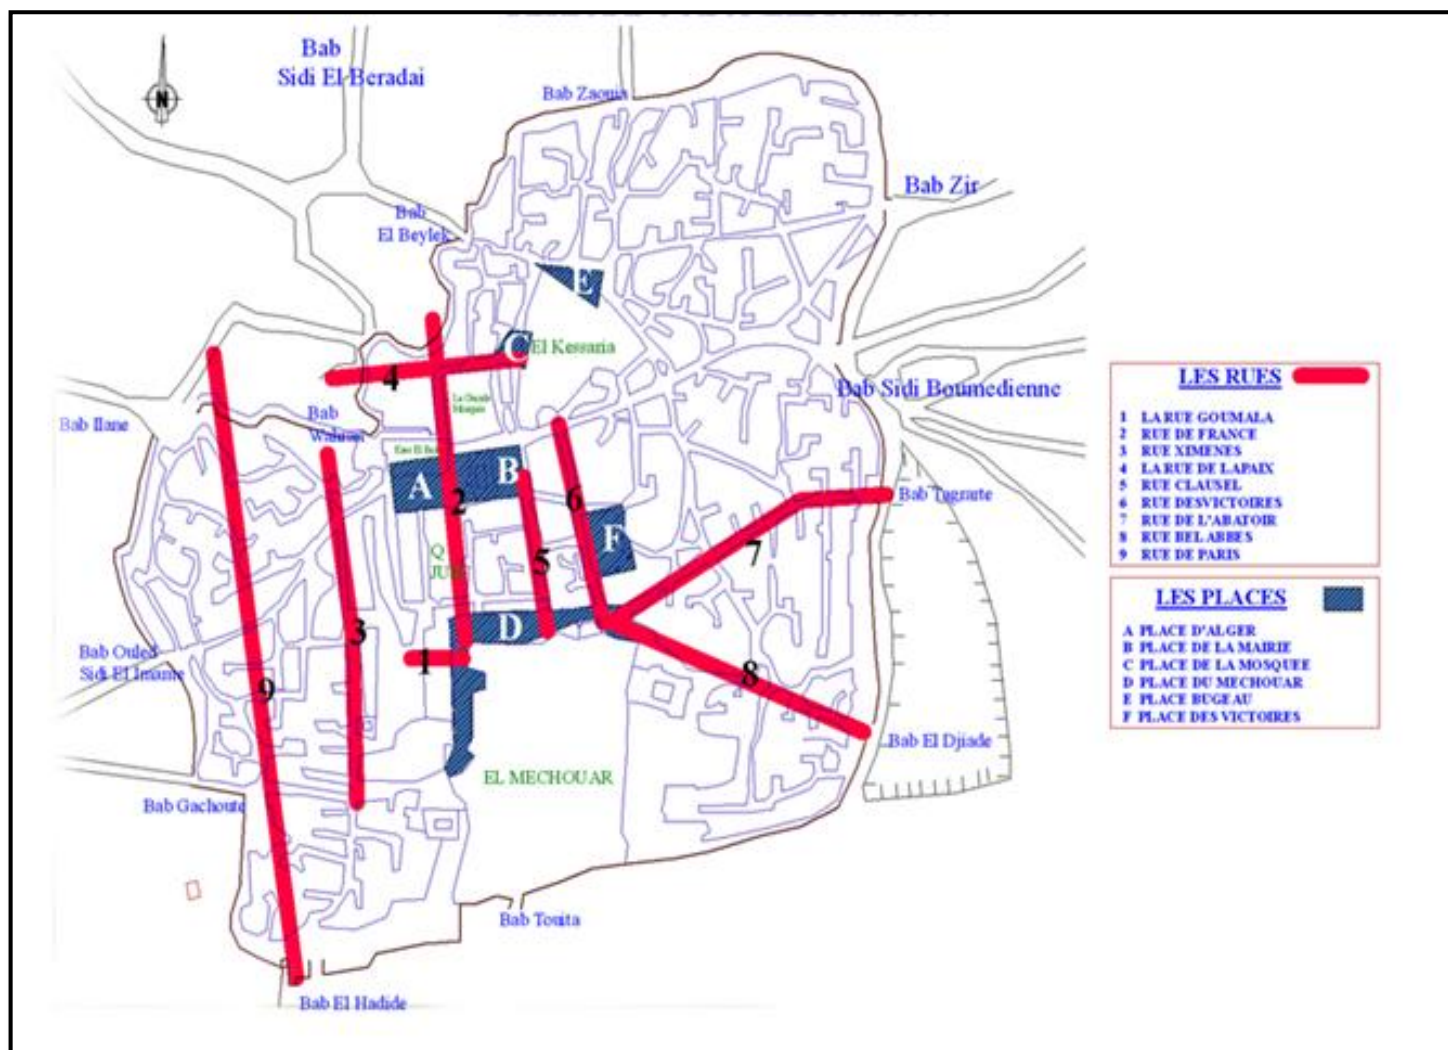 Bab
Sidi El Beradai
N
Bab Zaouia
Bab Zir
Bab
El Beylek
E
C
El Kessaria
4
Bab Sidi Boumedienne
La Grande
Mosquée
Bab Illane
Bab
A
B
2
6
Bab Tagrarte
F
Q
5
7
D
3
1
Bab Ouled
Sidi El Imame
9
8
Bab El Djiade
EL MECHOUAR
Bab Gachoute
Bab Touita
Bab El Hadide
LES RUES
1 LA RUE GOUMALA
2 RUE DE FRANCE
3 RUE XIMENES
4 LA RUE DE LAPAIX
5 RUE CLAUSEL
6 RUE DESVICTOIRES
7 RUE DE L'ABATOIR
8 RUE BEL ABBES
9 RUE DE PARIS
LES PLACES
A PLACE D'ALGER
B PLACE DE LA MAIRIE
C PLACE DE LA MOSQUEE
D PLACE DU MECHOUAR
E PLACE BUGEAU
F PLACE DES VICTOIRES